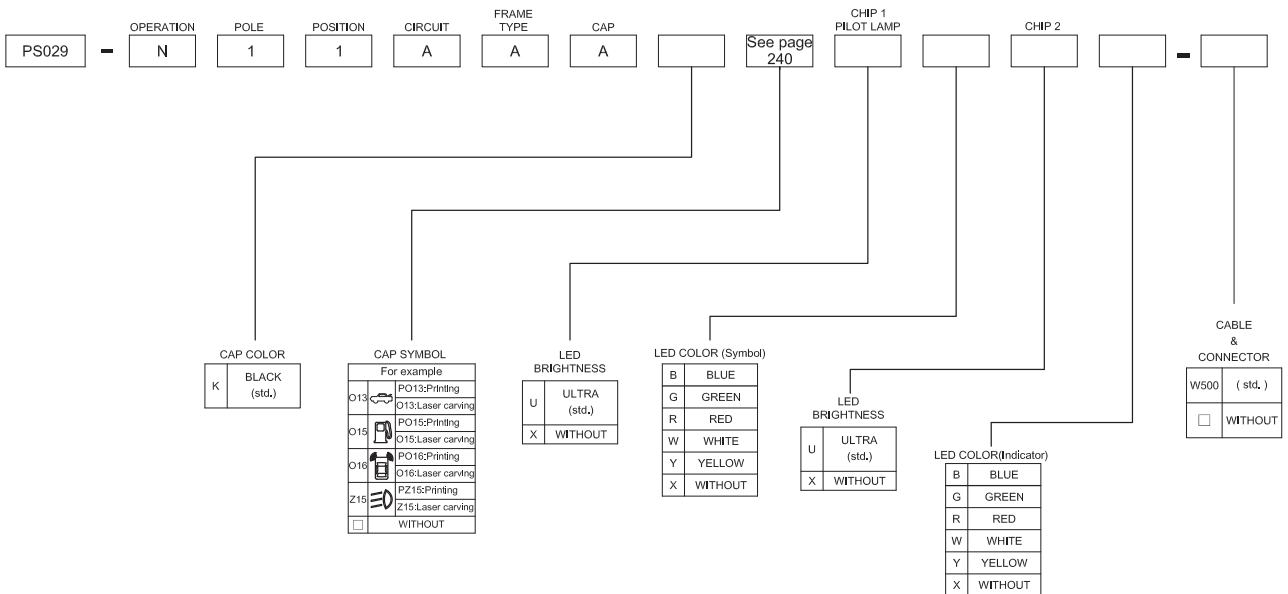 OPERATION POLE POSITION CIRCUIT FRAME TYPE CAP CHIP 1 PILOT LAMP CHIP 2
PS029 - N 1 1 A A A See page 240 -
CAP COLOR
K BLACK (std.)
CAP SYMBOL
For example
O13 PO13:Printing
O13:Laser carving
O15 PO15:Printing
O15:Laser carving
O16 PO16:Printing
O16:Laser carving
Z15 PZ15:Printing
Z15:Laser carving
□ WITHOUT
LED
BRIGHTNESS
U ULTRA (std.)
X WITHOUT
LED COLOR (Symbol)
B BLUE
G GREEN
R RED
W WHITE
Y YELLOW
X WITHOUT
LED
BRIGHTNESS
U ULTRA (std.)
X WITHOUT
LED COLOR(Indicator)
B BLUE
G GREEN
R RED
W WHITE
Y YELLOW
X WITHOUT
CABLE
&
CONNECTOR
W500 ( std. )
□ WITHOUT